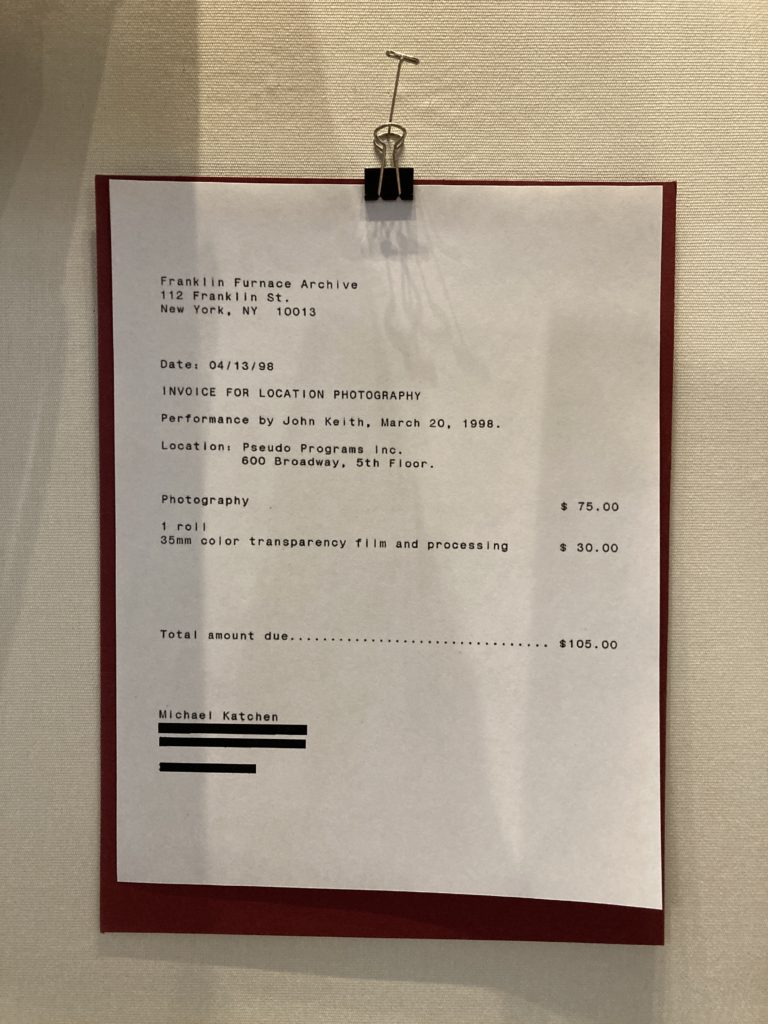 Franklin Furnace Archive
112 Franklin St.
New York, NY  10013
Date: 04/13/98
INVOICE FOR LOCATION PHOTOGRAPHY
Performance by John Keith, March 20, 1998.
Location: Pseudo Programs Inc.
600 Broadway, 5th Floor.
Photography $ 75.00
1 roll
35mm color transparency film and processing $ 30.00
Total amount due................................ $105.00
Michael Katchen